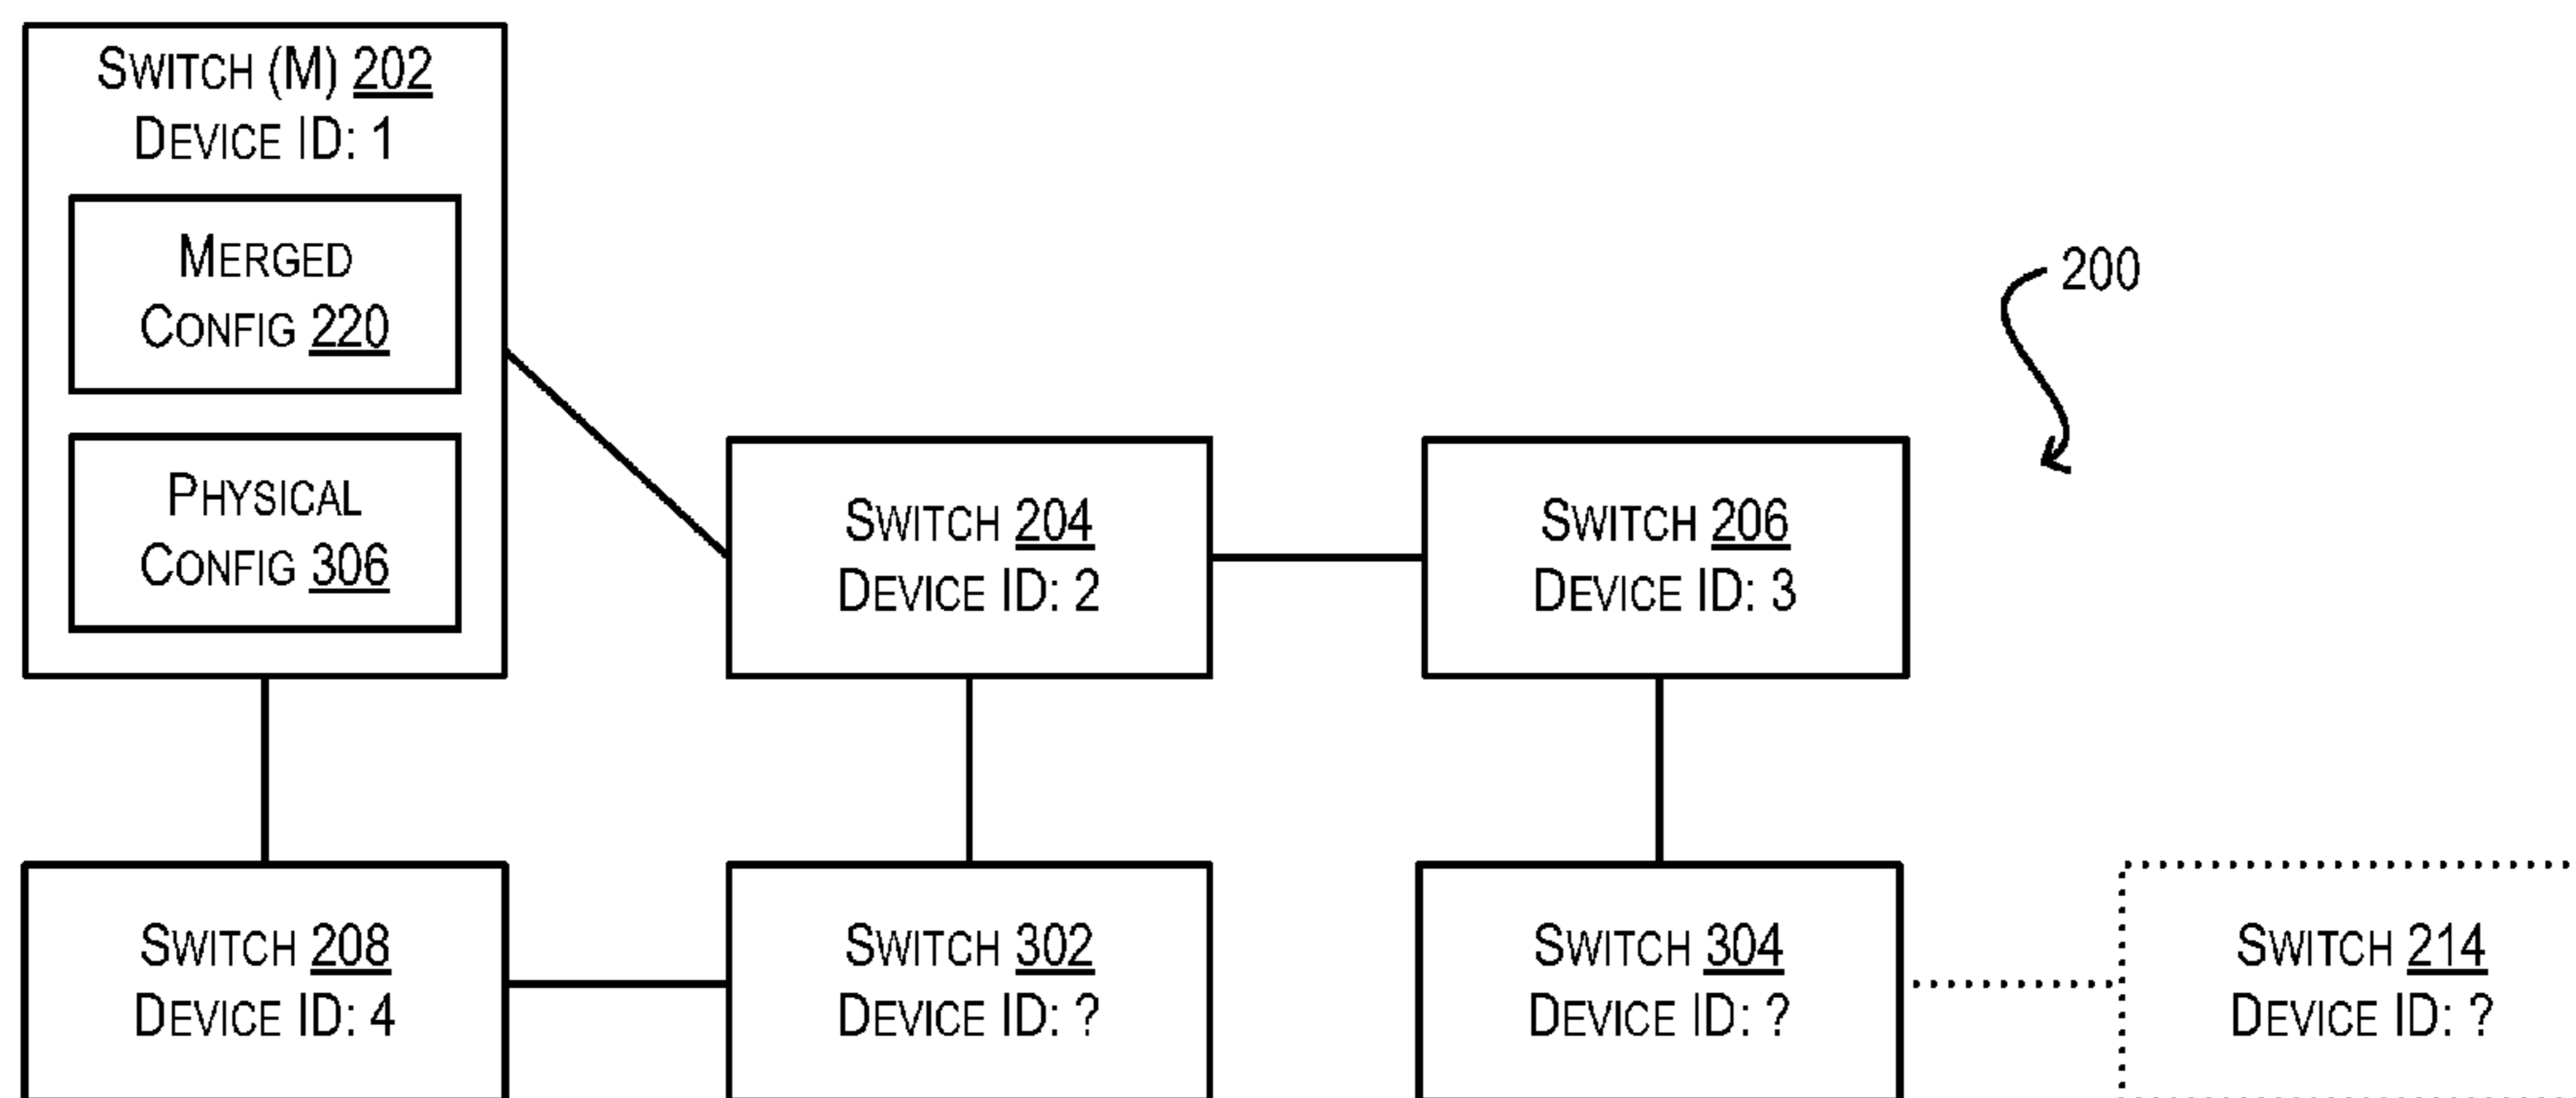 SWITCH (M) 202
DEVICE ID: 1
MERGED
CONFIG 220
PHYSICAL
CONFIG 306
200
SWITCH 204
DEVICE ID: 2
SWITCH 206
DEVICE ID: 3
SWITCH 208
DEVICE ID: 4
SWITCH 302
DEVICE ID: ?
SWITCH 304
DEVICE ID: ?
SWITCH 214
DEVICE ID: ?